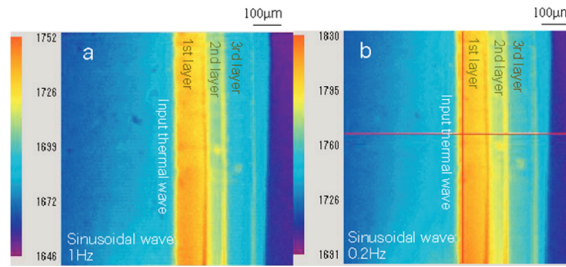 100μm
100μm
1752
1726
1699
1672
1646
a
1st layer
2nd layer
3rd layer
Input thermal wave
Sinusoidal wave
1Hz
1830
1795
1760
1726
1691
b
1st layer
2nd layer
3rd layer
Input thermal wave
Sinusoidal wave
0.2Hz